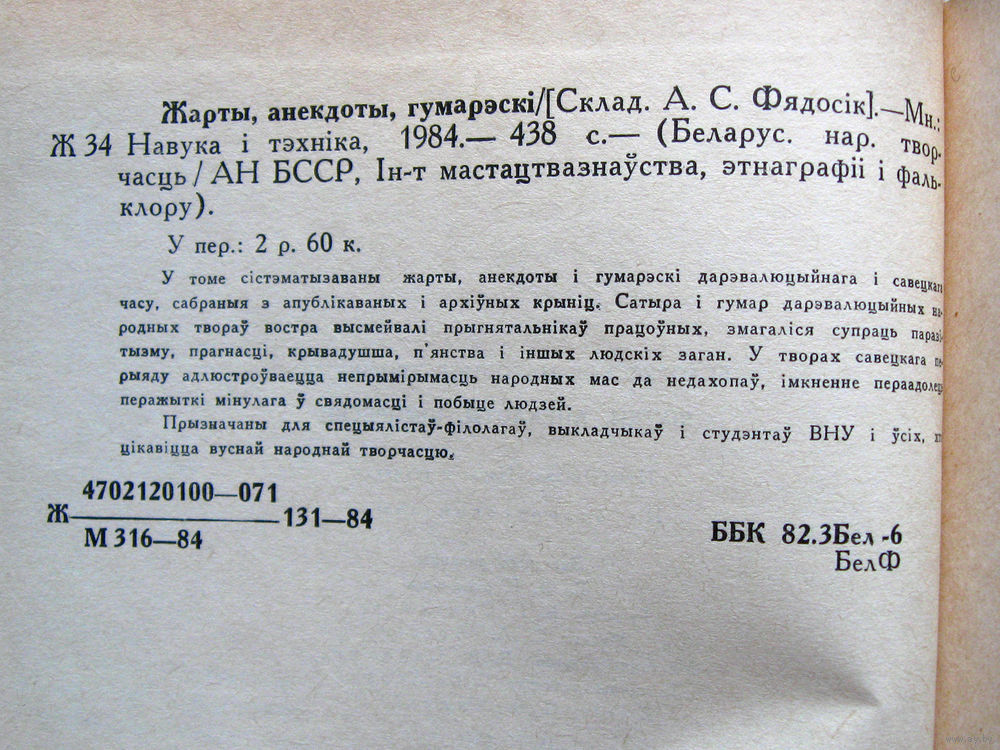 Жарты, анекдоты, гумарэскі/[Склад. А. С. Фядосік].—Мн.:
Ж 34 Навука і тэхніка, 1984.— 438 с.— (Беларус. нар. твор-
часць / АН БССР, Ін-т мастацтвазнаўства, этнаграфіі і фаль-
клору).
У пер.: 2 р. 60 к.
У томе сістэматызаваны жарты, анекдоты і гумарэскі дарэвалюцыйнага і савецкага
часу, сабраныя з апублікаваных і архіўных крыніц. Сатыра і гумар дарэвалюцыйных на-
родных твораў востра высмейвалі прыгнятальнікаў працоўных, змагаліся супраць паразі-
тызму, прагнасці, крывадушша, п'янства і іншых людскіх заган. У творах савецкага пе-
рыяду адлюстроўваецца непрымірымасць народных мас да недахопаў, імкненне пераадолець
перажыткі мінулага ў свядомасці і побыце людзей.
Прызначаны для спецыялістаў-філолагаў, выкладчыкаў і студэнтаў ВНУ і ўсіх,
цікавіцца вуснай народнай творчасцю.
4702120100—071
Ж 131—84
М 316—84
ББК 82.3Бел -6
БелФ